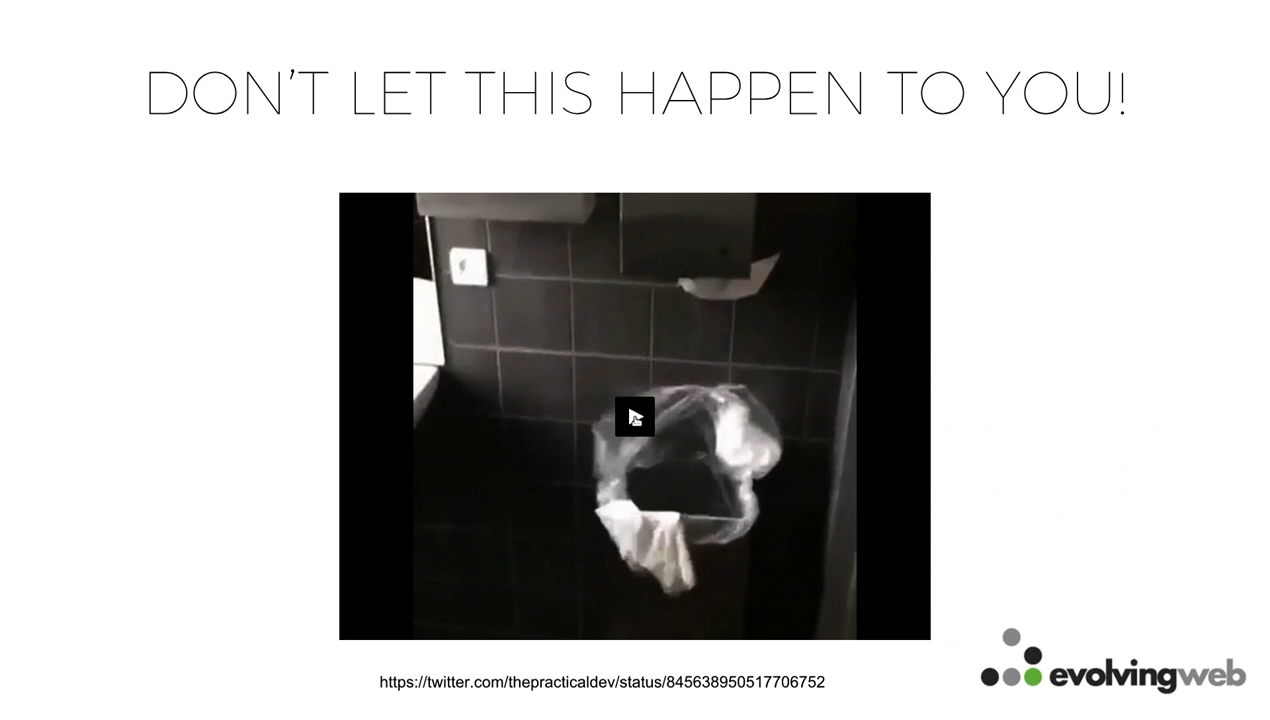 DON'T LET THIS HAPPEN TO YOU!
https://twitter.com/thepracticaldev/status/845638950517706752
evolvingweb